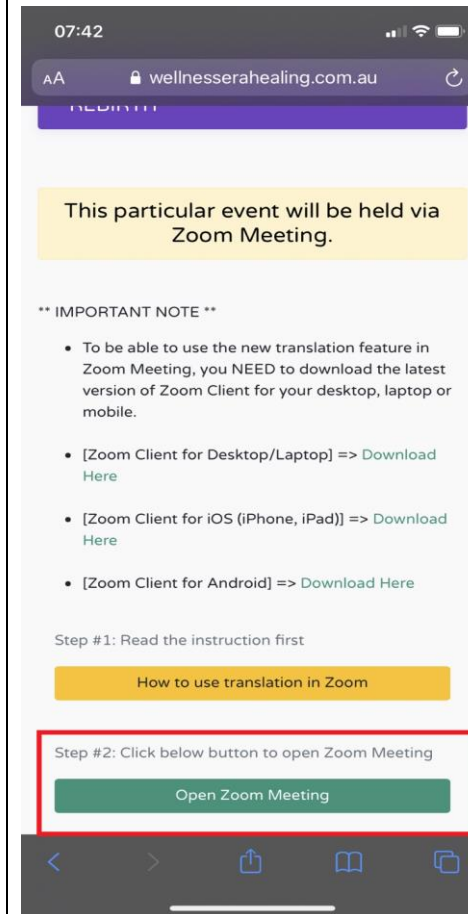 07:42
AA wellnesserahealing.com.au
REBIRTH
This particular event will be held via
Zoom Meeting.
** IMPORTANT NOTE **
• To be able to use the new translation feature in
Zoom Meeting, you NEED to download the latest
version of Zoom Client for your desktop, laptop or
mobile.
• [Zoom Client for Desktop/Laptop] => Download
Here
• [Zoom Client for iOS (iPhone, iPad)] => Download
Here
• [Zoom Client for Android] => Download Here
Step #1: Read the instruction first
How to use translation in Zoom
Step #2: Click below button to open Zoom Meeting
Open Zoom Meeting